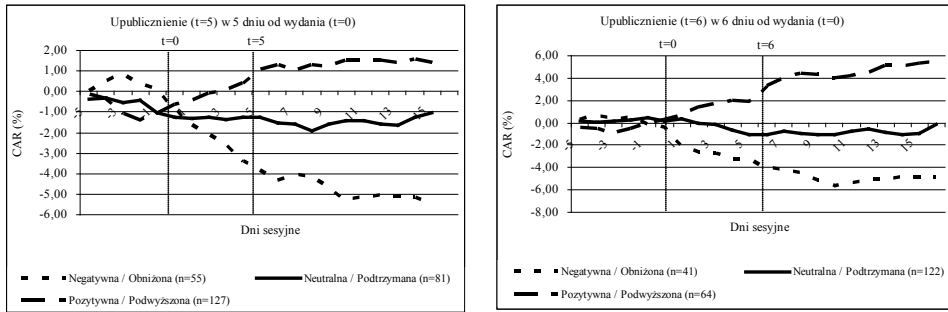 Upublicznienie (t=5) w 5 dniu od wydania (t=0)
t=0 t=5
2,00
1,00
0,00
-1,00
-2,00
-3,00
-4,00
-5,00
-6,00
CAR (%)
-5 -3 -1 1 3 5 7 9 11 13 15
Dni sesyjne
Negatywna / Obniżona (n=55)
Neutralna / Podtrzymana (n=81)
Pozytywna / Podwyższona (n=127)
Upublicznienie (t=6) w 6 dniu od wydania (t=0)
t=0 t=6
6,00
4,00
2,00
0,00
-2,00
-4,00
-6,00
-8,00
CAR (%)
-5 -3 -1 1 3 5 7 9 11 13 15
Dni sesyjne
Negatywna / Obniżona (n=41)
Neutralna / Podtrzymana (n=122)
Pozytywna / Podwyższona (n=64)